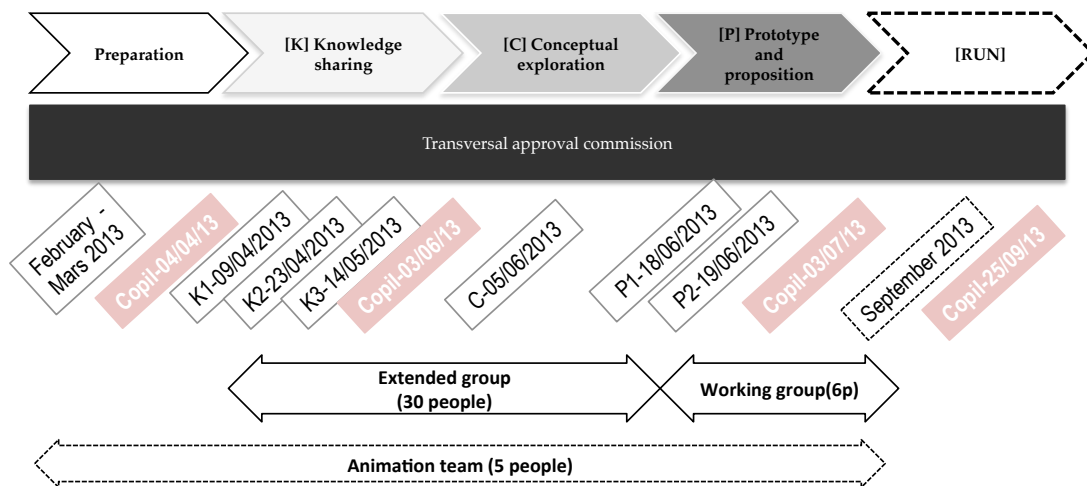 Preparation
[K] Knowledge
sharing
[C] Conceptual
exploration
[P] Prototype
and
proposition
[RUN]
Transversal approval commission
February -
Mars 2013
Copil-04/04/13
K1-09/04/2013
K2-23/04/2013
K3-14/05/2013
Copil-03/06/13
C-05/06/2013
P1-18/06/2013
P2-19/06/2013
Copil-03/07/13
September 2013
Copil-25/09/13
Extended group
(30 people)
Working group(6p)
Animation team (5 people)